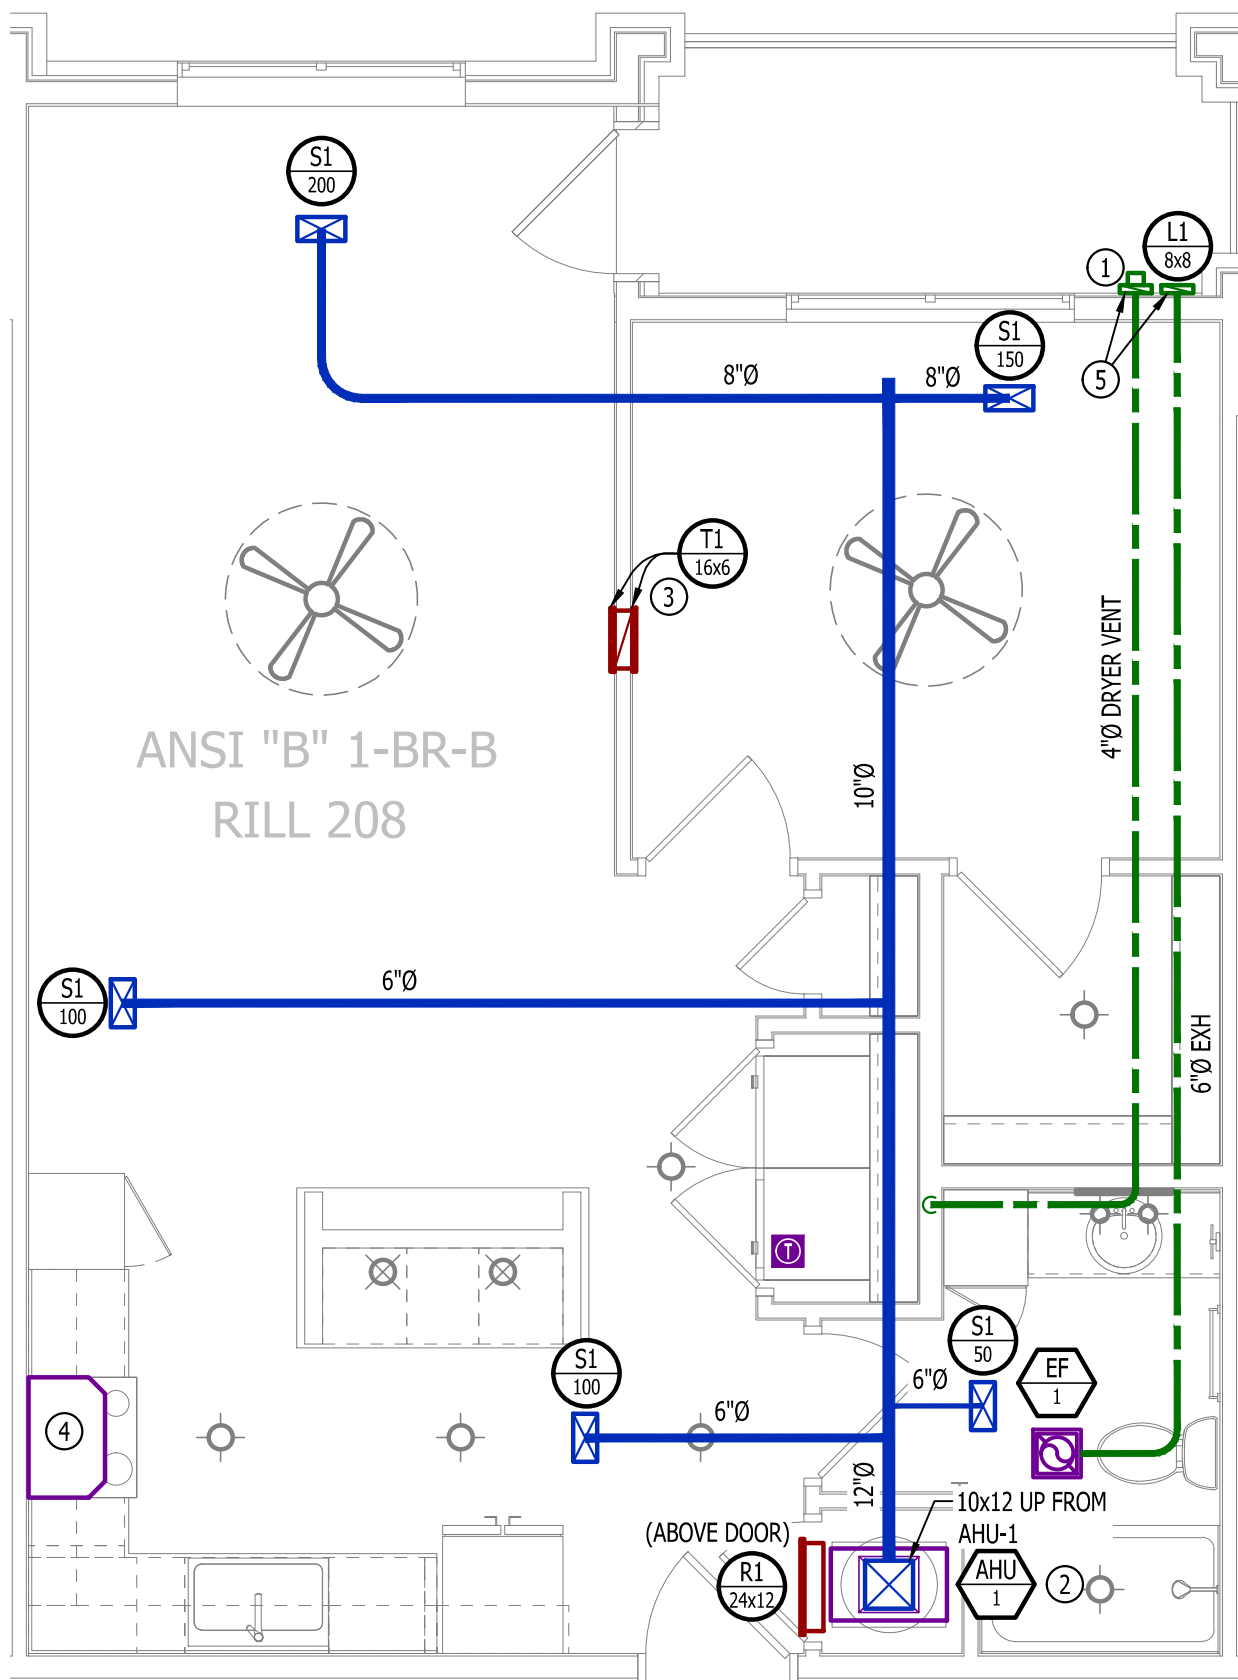 S1
200
L1
8x8
1
S1
150
5
8"Ø
8"Ø
T1
16x6
3
4"Ø DRYER VENT
ANSI "B" 1-BR-B
RILL 208
10"Ø
S1
100
6"Ø
6"Ø EXH
T
S1
50
S1
100
EF
1
6"Ø
6"Ø
4
12"Ø
10x12 UP FROM
AHU-1
(ABOVE DOOR)
R1
24x12
AHU
1
2